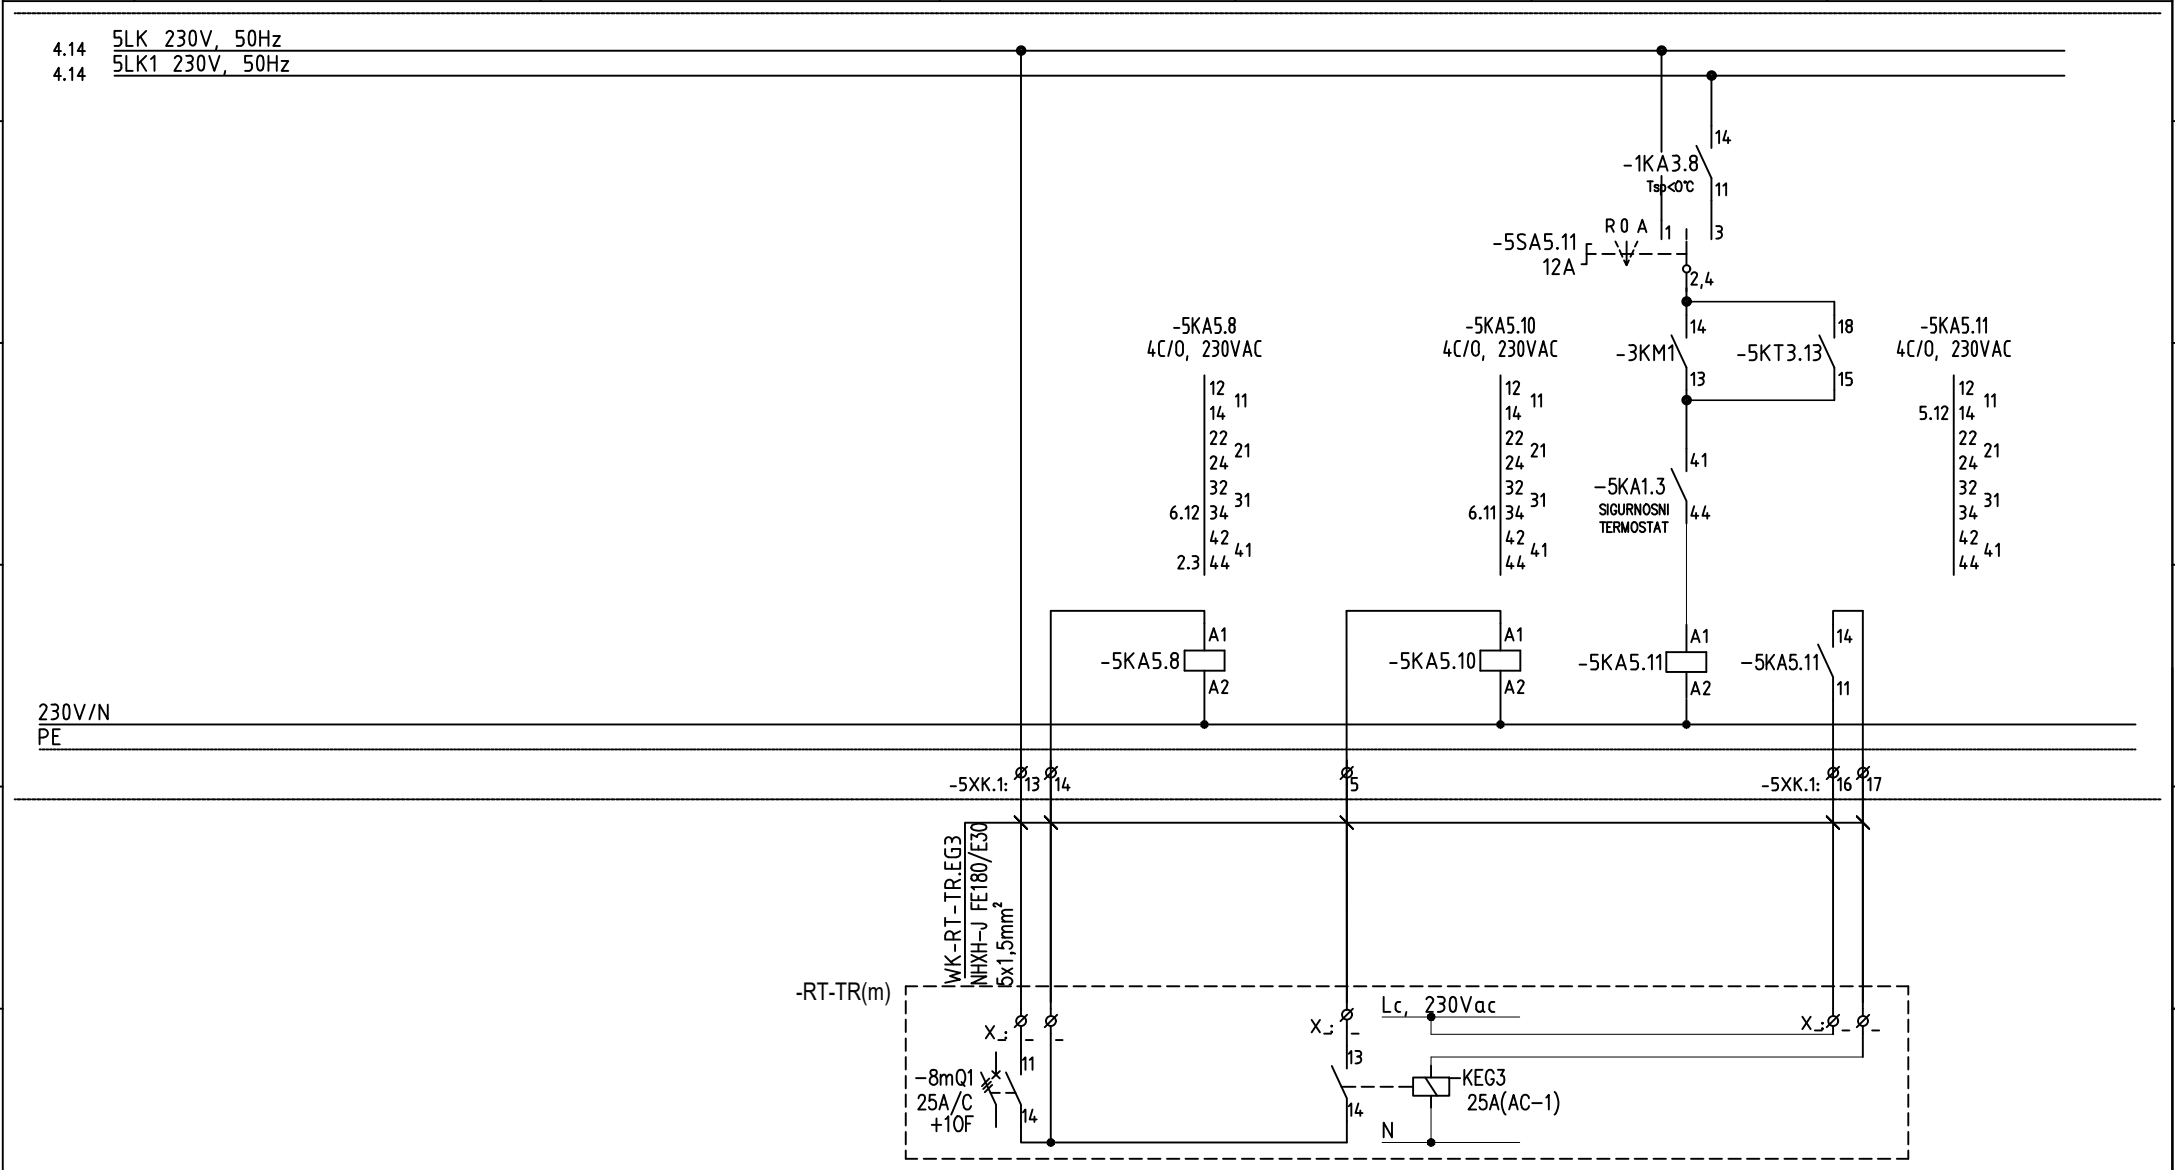 4.14 5LK 230V, 50Hz
4.14 5LK1 230V, 50Hz
14
-1KA3.8
Tsp<0°C
11
R 0 A
1
3
-5SA5.11
12A
2,4
-5KA5.8
4C/O, 230VAC
12
11
14
22
21
24
32
31
6.12 34
42
41
2.3 44
-5KA5.10
4C/O, 230VAC
12
11
14
22
21
24
32
31
6.11 34
42
41
44
14
-3KM1
13
18
-5KT3.13
15
41
-5KA1.3
SIGURNOSNI
TERMOSTAT
44
-5KA5.11
4C/O, 230VAC
12
11
5.12 14
22
21
24
32
31
34
42
41
44
A1
-5KA5.8
A2
A1
-5KA5.10
A2
A1
-5KA5.11
A2
14
-5KA5.11
11
230V/N
PE
-5XK.1: 13 14
5
-5XK.1: 16 17
WK-RT-TR.EG3
NHXH-J FE180/E30
5x1,5mm²
-RT-TR(m)
X_: _ _
X_: _
Lc, 230Vac
X_: _ _
11
-8mQ1
25A/C
+1OF
14
13
14
-KEG3
25A(AC-1)
N